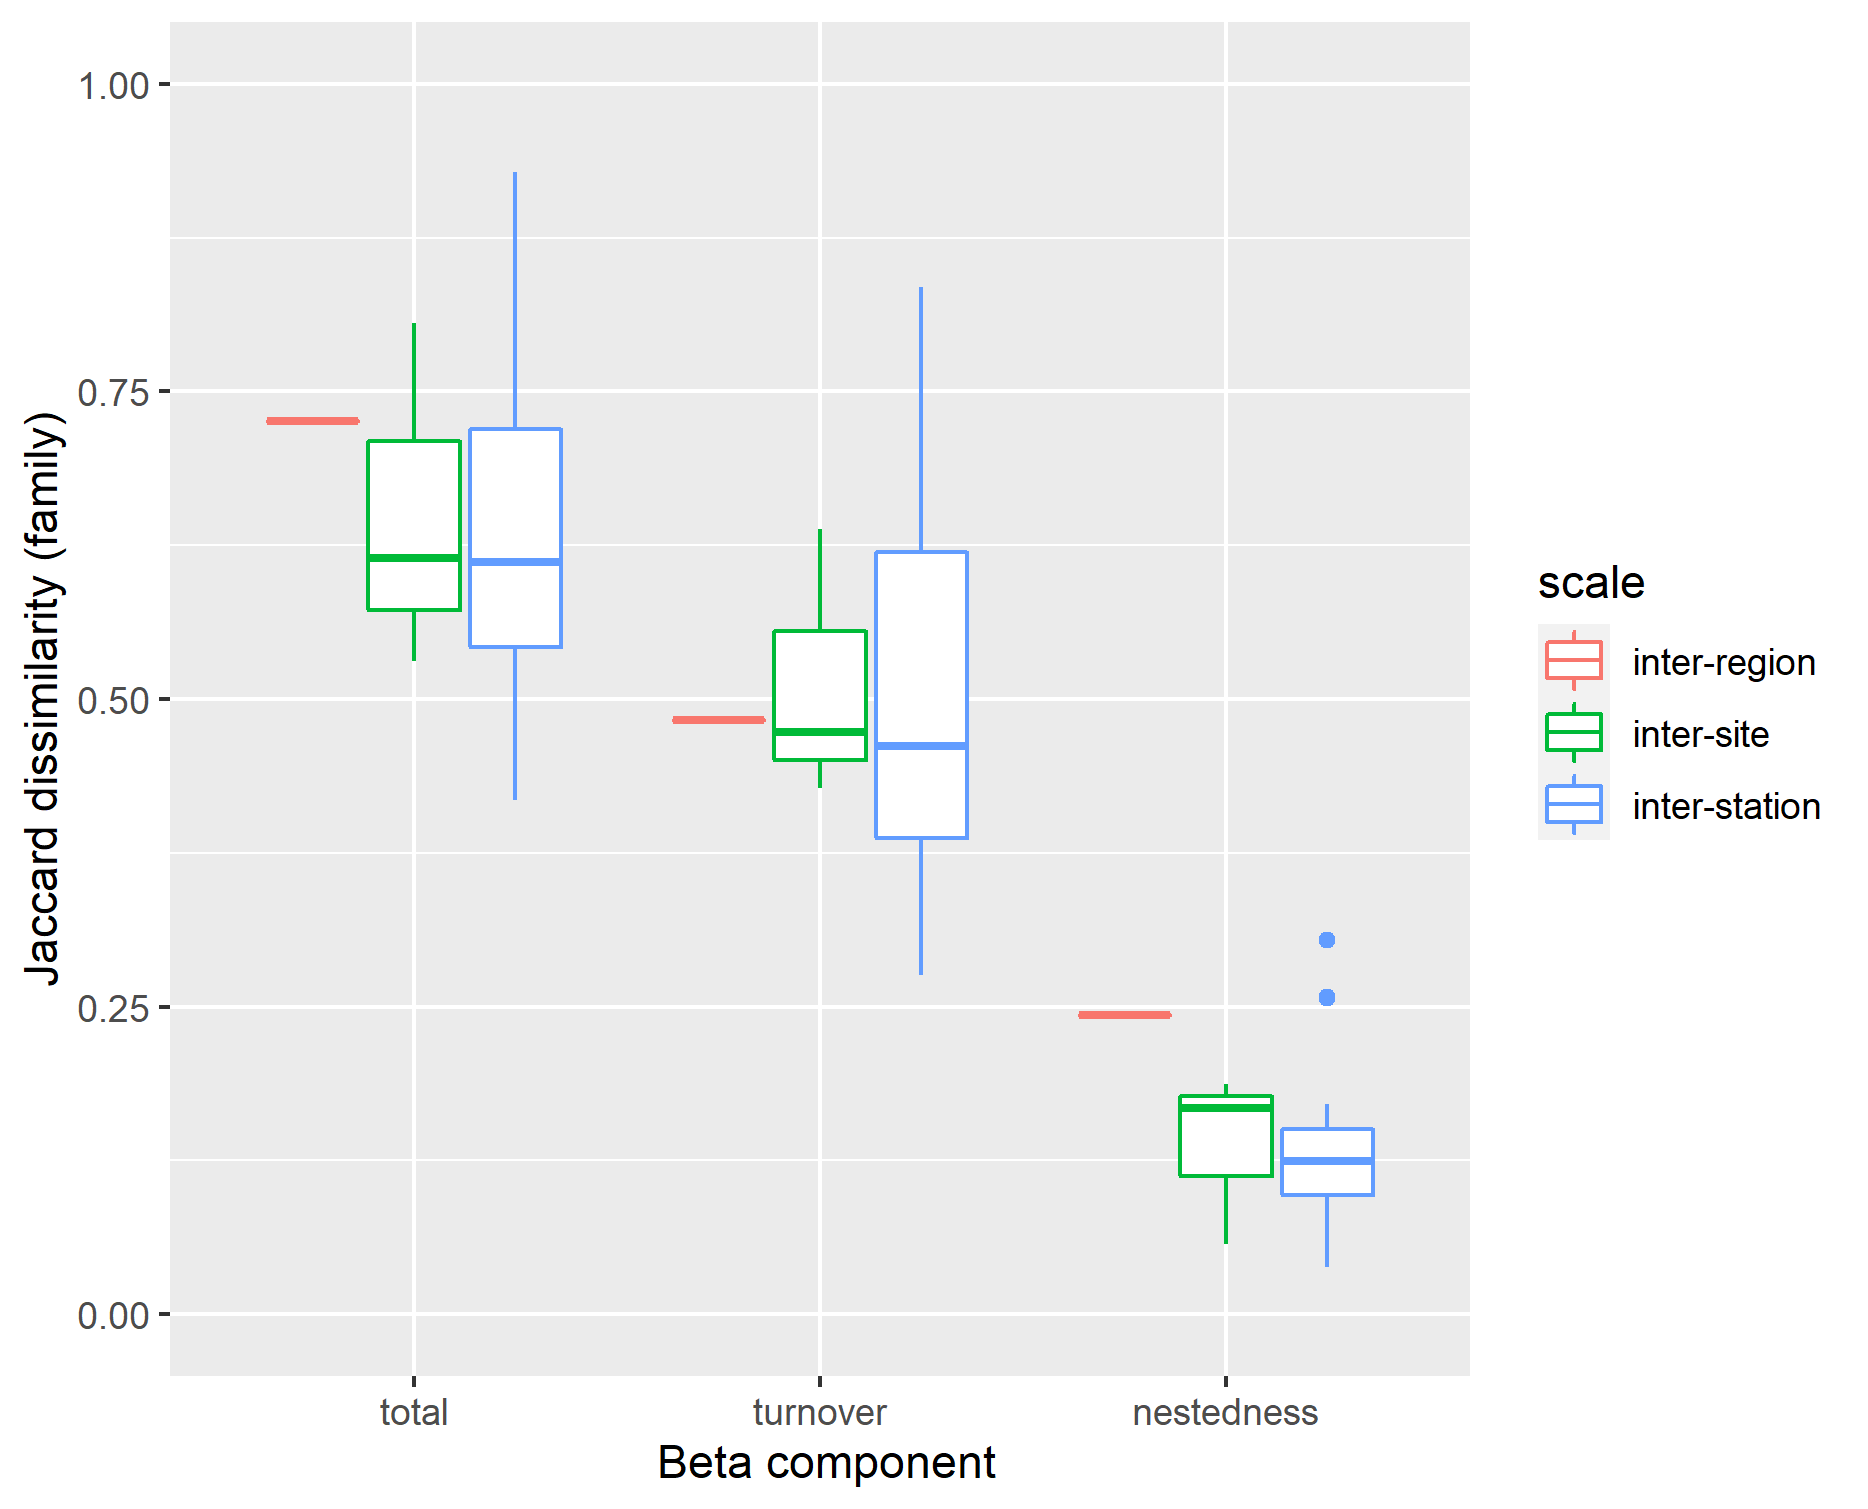 Jaccard dissimilarity (family)
1.00
0.75
0.50
0.25
0.00
total
turnover
nestedness
Beta component
scale
inter-region
inter-site
inter-station